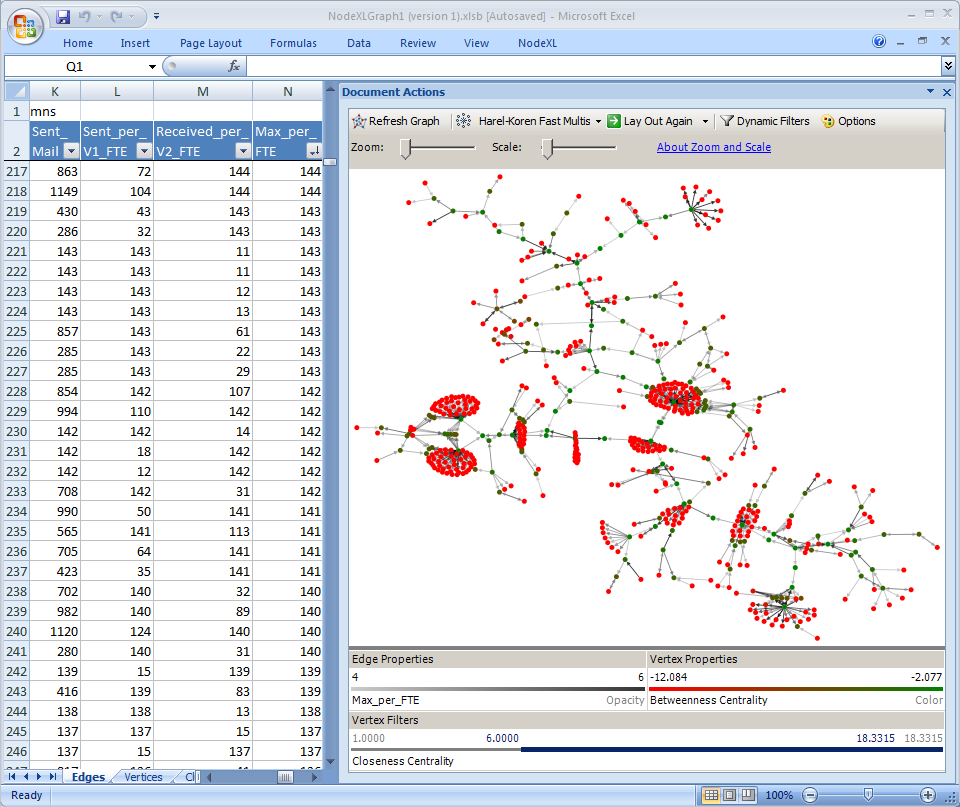 NodeXLGraph1 (version 1).xlsb [Autosaved] - Microsoft Excel
Home Insert Page Layout Formulas Data Review View NodeXL
Q1 fx
Document Actions
K L M N
1 mns
2 Sent_ Mail Sent_per_ V1_FTE Received_per_ V2_FTE Max_per_ FTE
Refresh Graph Harel-Koren Fast Multis Lay Out Again Dynamic Filters Options
Zoom: Scale: About Zoom and Scale
217 863 72 144 144
218 1149 104 144 144
219 430 43 143 143
220 286 32 143 143
221 143 143 11 143
222 143 143 11 143
223 143 143 12 143
224 143 143 13 143
225 857 143 61 143
226 285 143 22 143
227 285 143 29 143
228 854 142 107 142
229 994 110 142 142
230 142 142 14 142
231 142 18 142 142
232 142 12 142 142
233 708 142 31 142
234 990 50 141 141
235 565 141 113 141
236 705 64 141 141
237 423 35 141 141
238 702 140 32 140
239 982 140 89 140
240 1120 124 140 140
241 280 140 31 140
242 139 15 139 139
243 416 139 83 139
244 138 138 13 138
245 137 137 15 137
246 137 15 137 137
Edge Properties Vertex Properties
4 6 -12.084 -2.077
Max_per_FTE Opacity Betweenness Centrality Color
Vertex Filters
1.0000 6.0000 18.3315 18.3315
Closeness Centrality
Edges Vertices
Ready 100%